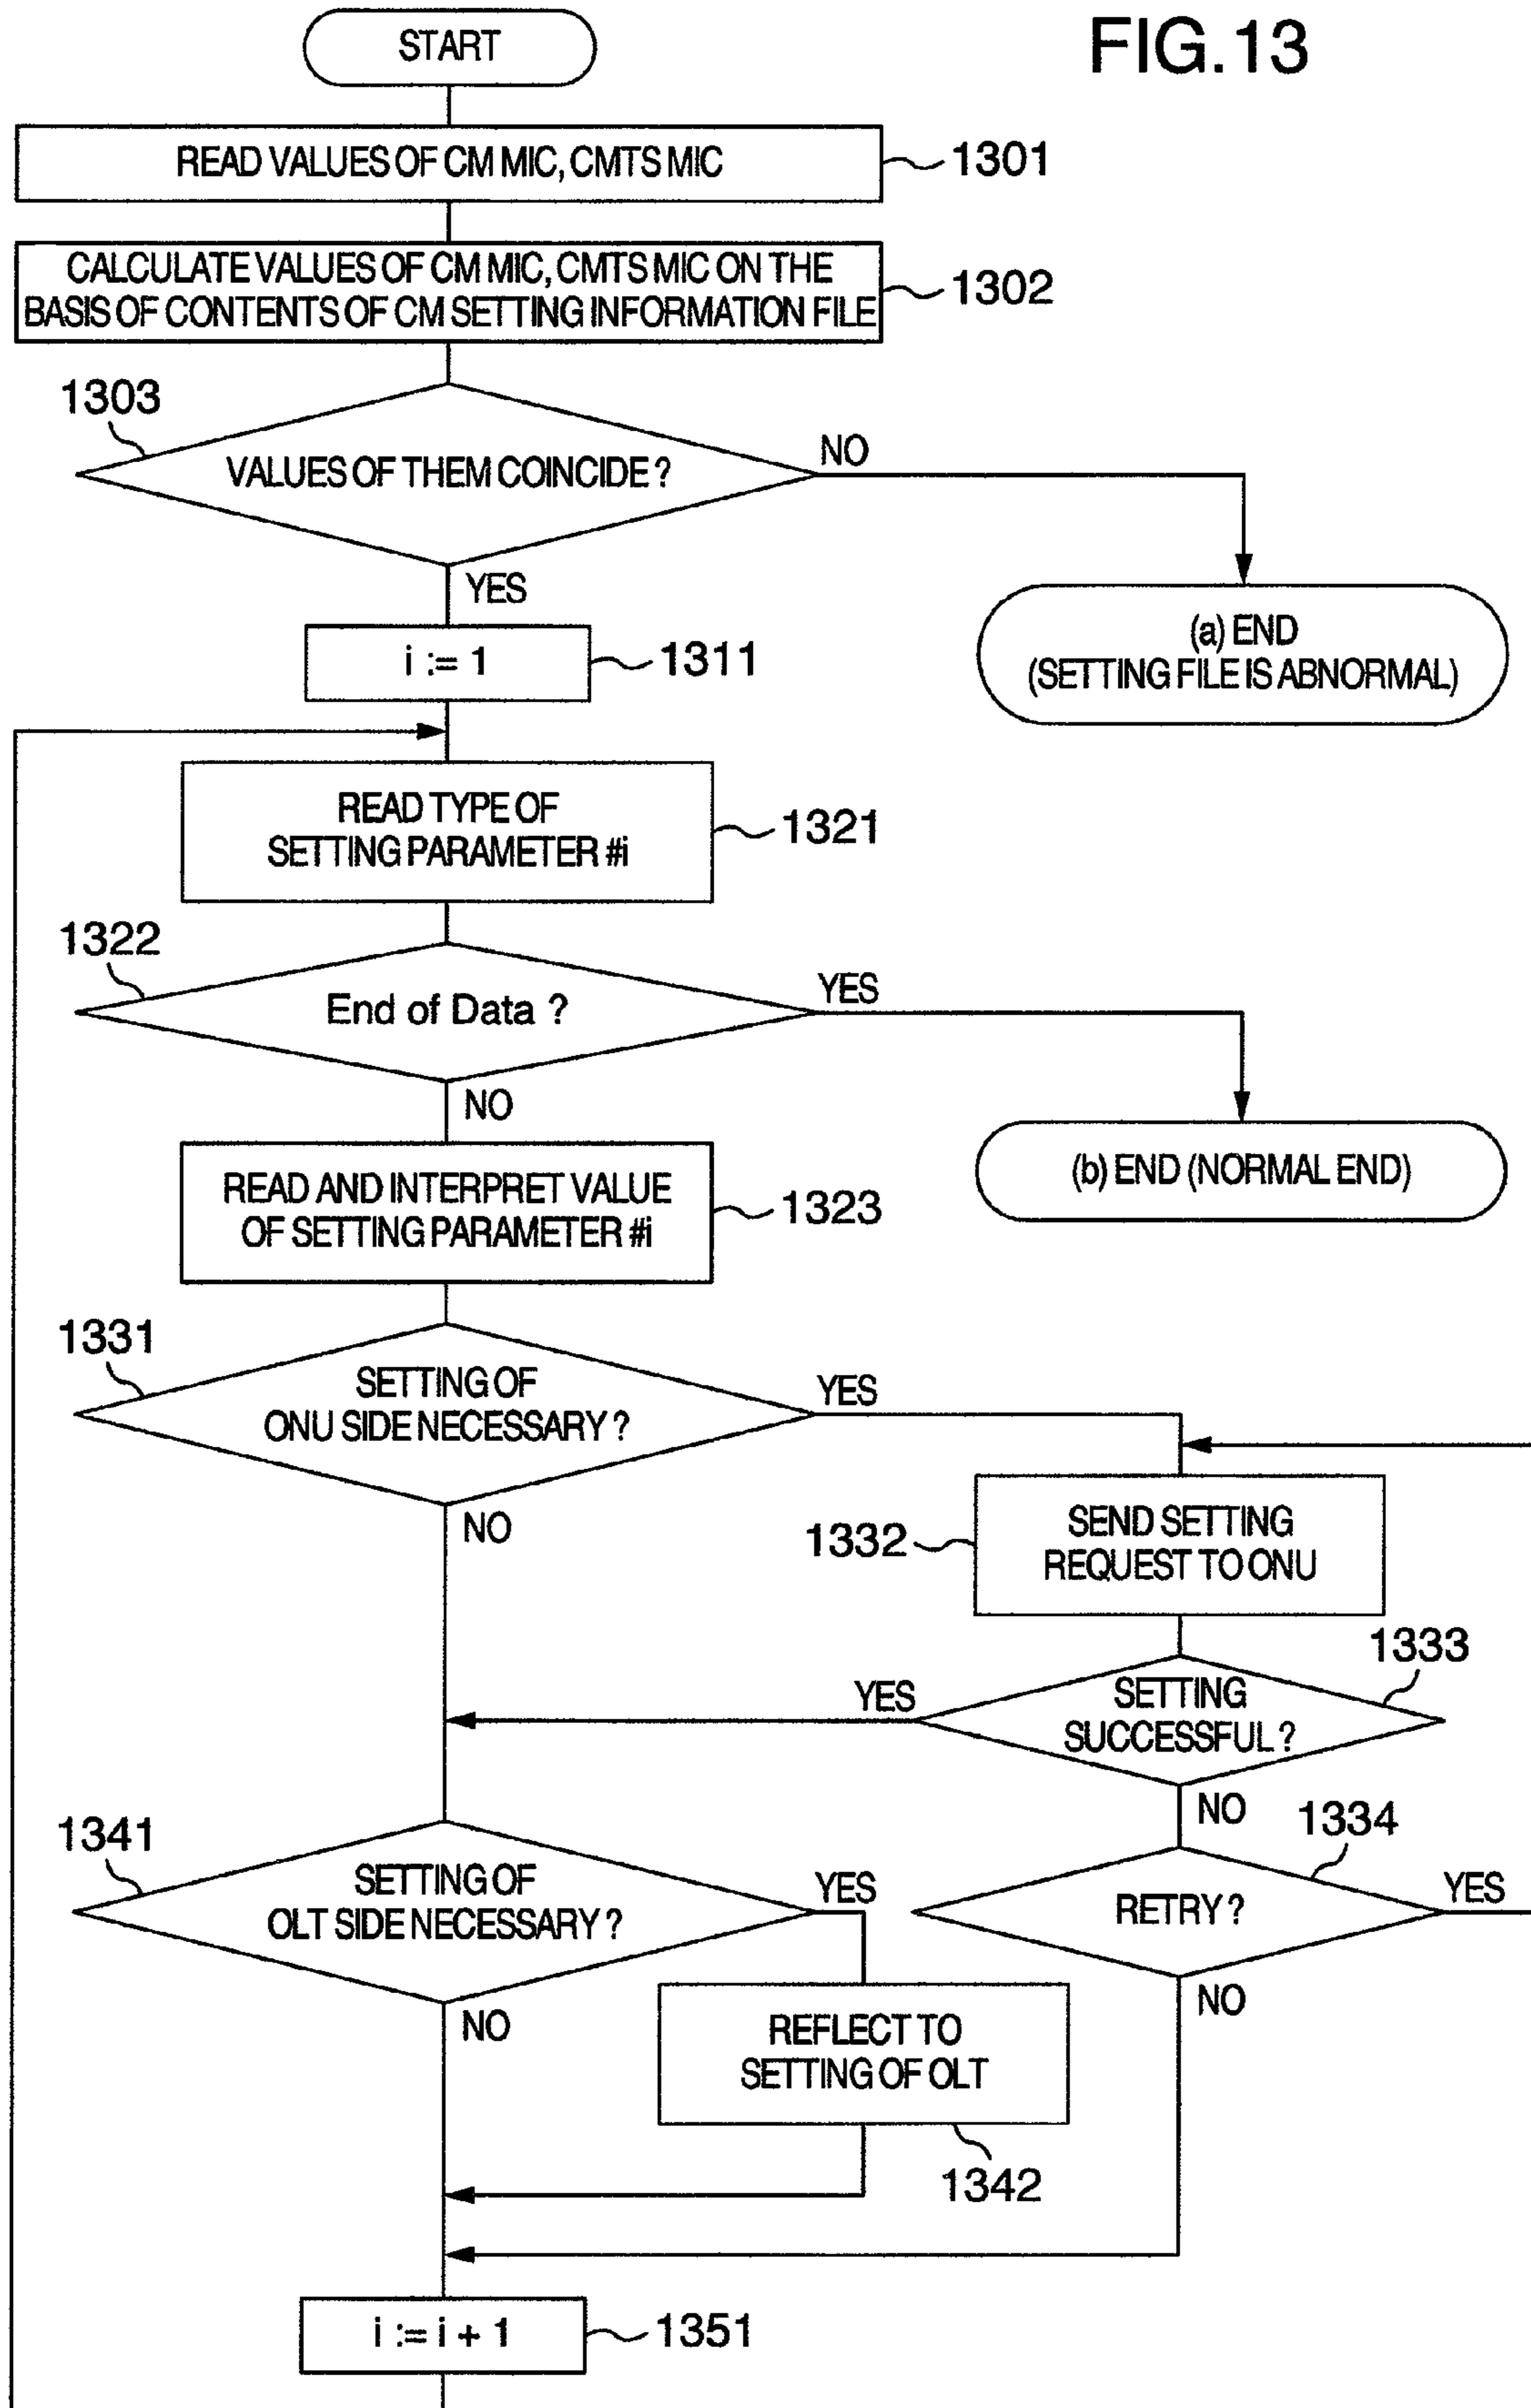 FIG.13
START
READ VALUES OF CM MIC, CMTS MIC
1301
CALCULATE VALUES OF CM MIC, CMTS MIC ON THE
BASIS OF CONTENTS OF CM SETTING INFORMATION FILE
1302
1303
VALUES OF THEM COINCIDE ?
NO
YES
(a) END
(SETTING FILE IS ABNORMAL)
i := 1
1311
READ TYPE OF
SETTING PARAMETER #i
1321
1322
End of Data ?
YES
NO
(b) END (NORMAL END)
READ AND INTERPRET VALUE
OF SETTING PARAMETER #i
1323
1331
SETTING OF
ONU SIDE NECESSARY ?
YES
NO
1332
SEND SETTING
REQUEST TO ONU
1333
SETTING
SUCCESSFUL ?
YES
NO
1334
RETRY ?
YES
NO
1341
SETTING OF
OLT SIDE NECESSARY ?
YES
NO
REFLECT TO
SETTING OF OLT
1342
i := i + 1
1351